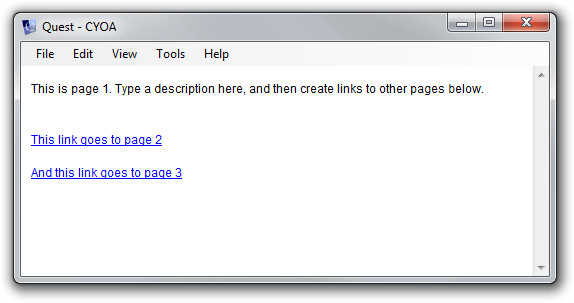 Quest - CYOA
File Edit View Tools Help
This is page 1. Type a description here, and then create links to other pages below.
This link goes to page 2
And this link goes to page 3